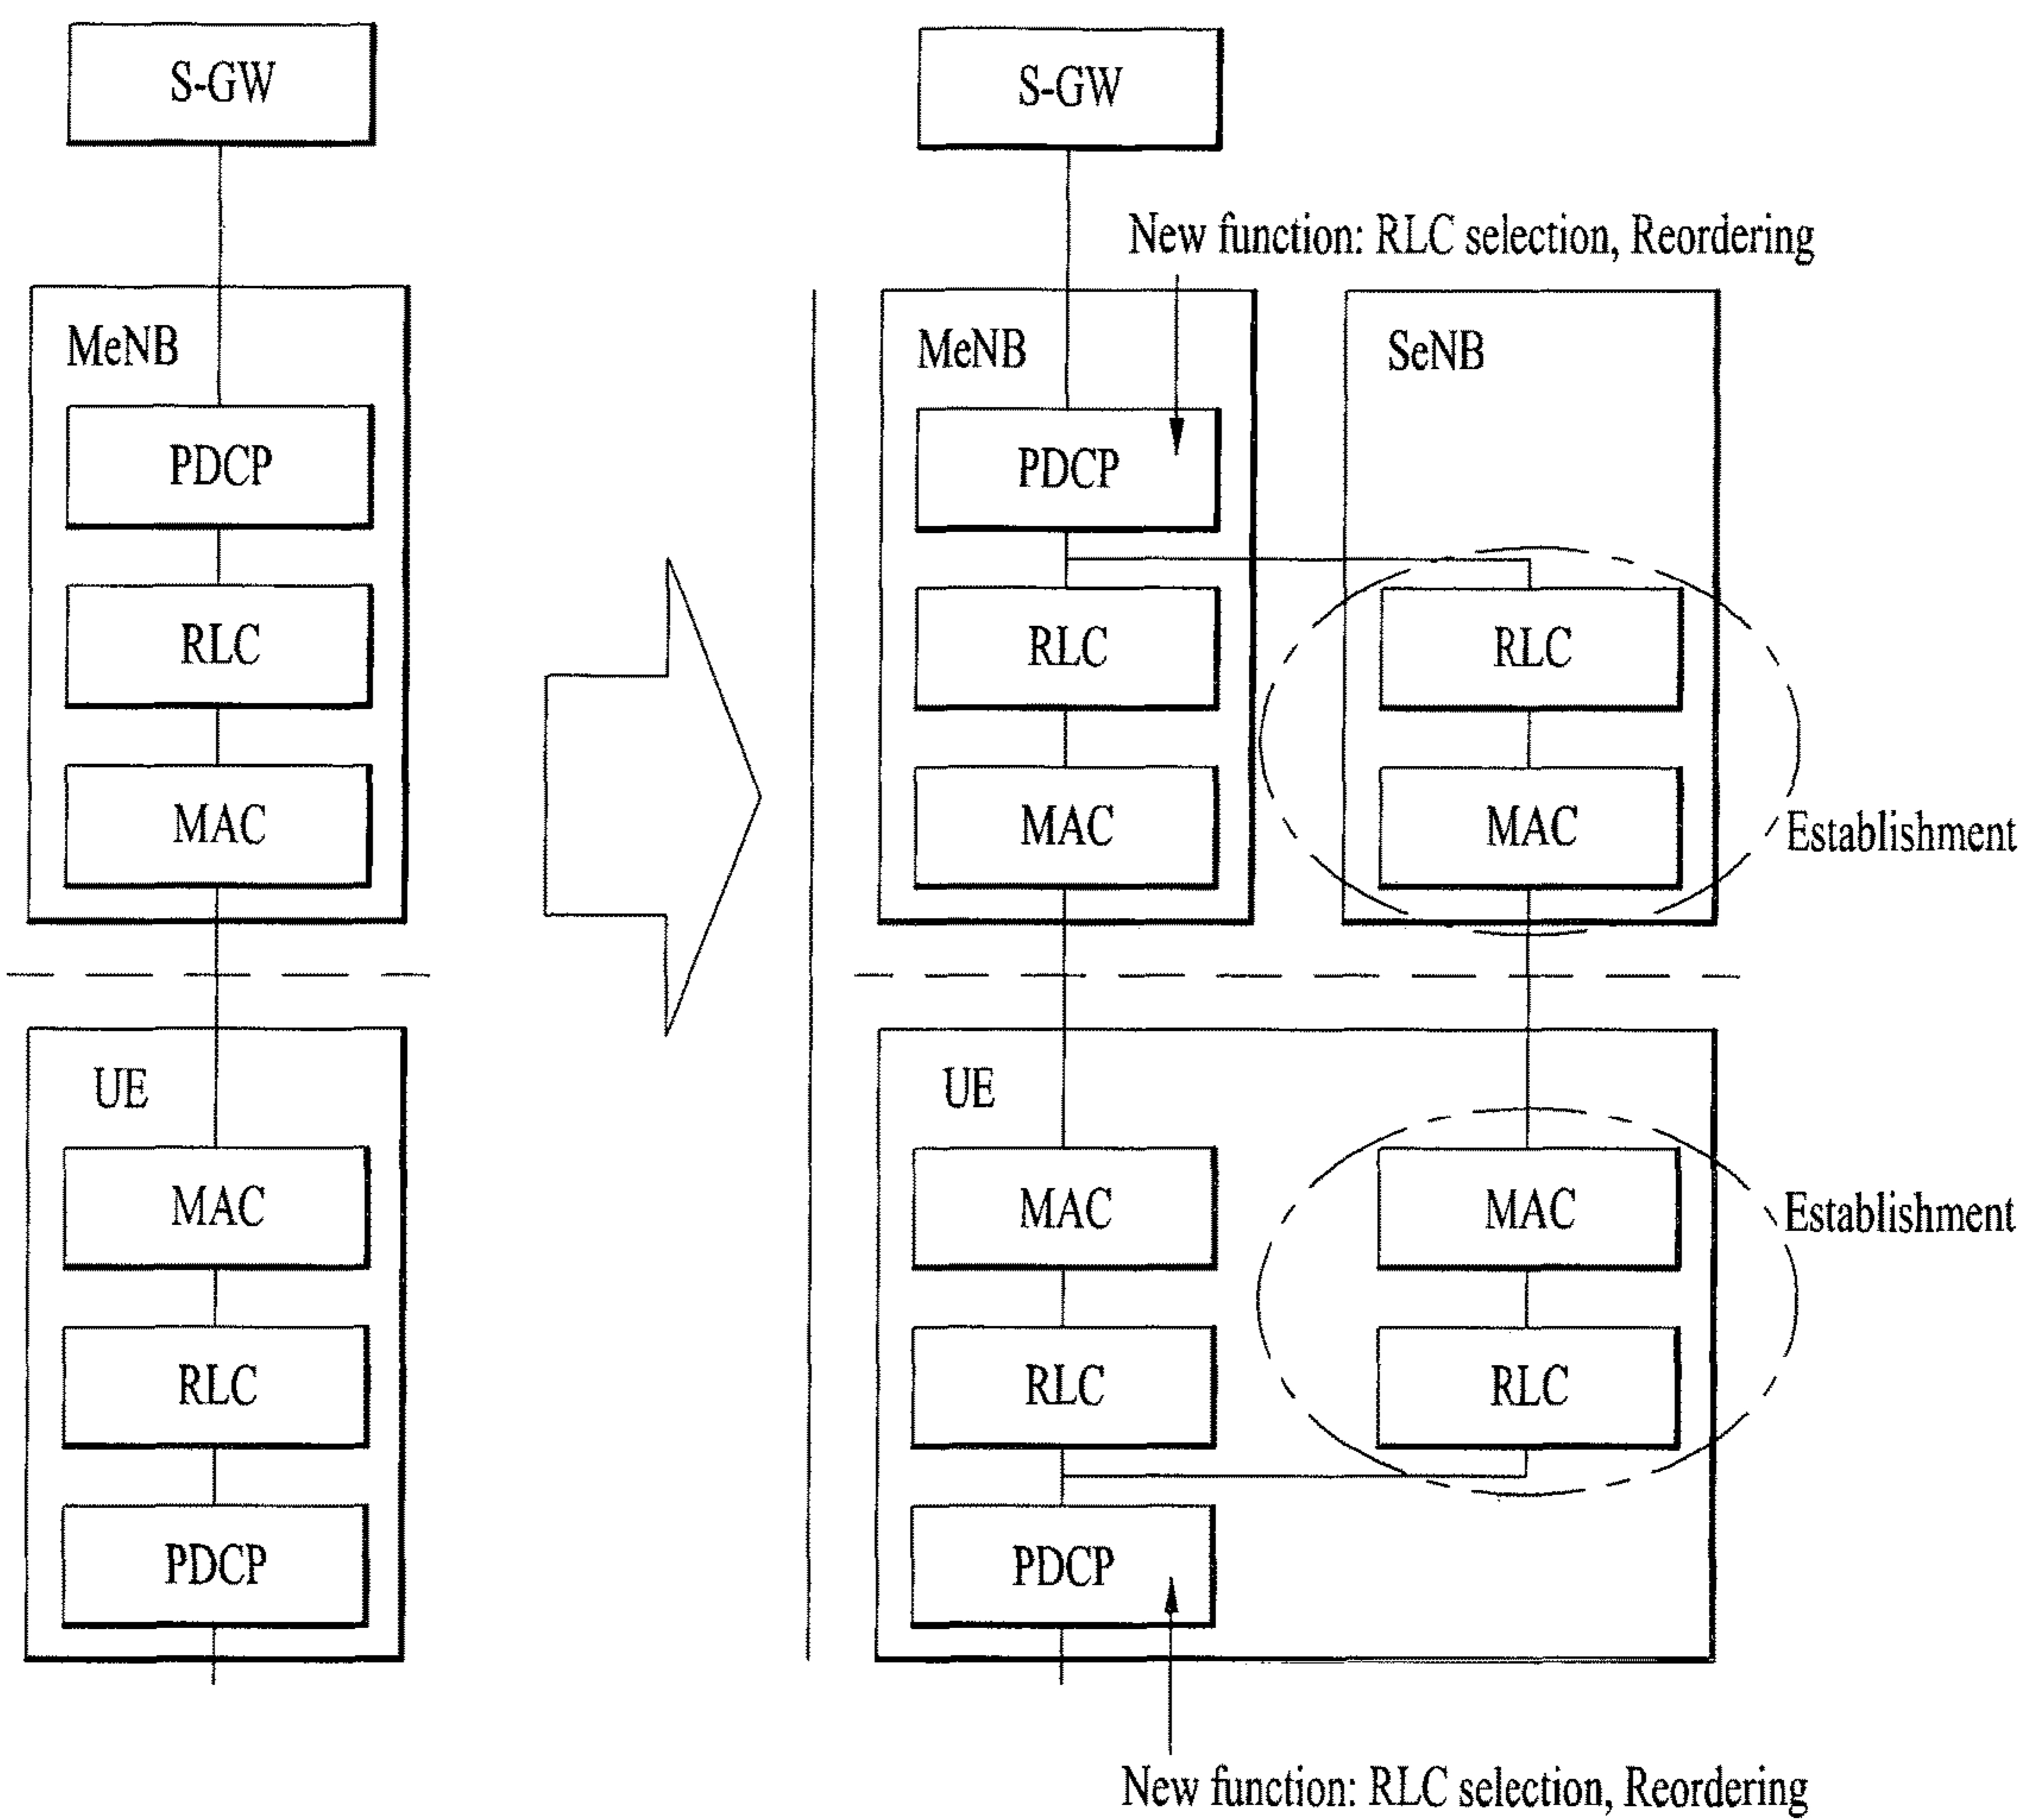 S-GW
MeNB
PDCP
RLC
MAC
UE
MAC
RLC
PDCP
S-GW
New function: RLC selection, Reordering
MeNB
SeNB
PDCP
RLC
RLC
MAC
MAC
Establishment
UE
MAC
MAC
Establishment
RLC
RLC
PDCP
New function: RLC selection, Reordering